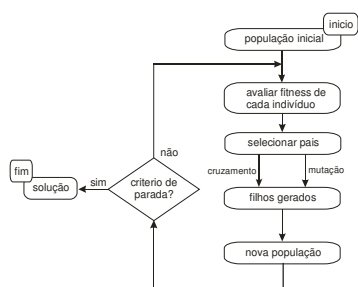 inicio
população inicial
avaliar fitness de
cada indivíduo
selecionar pais
cruzamento
mutação
filhos gerados
nova população
criterio de
parada?
não
sim
fim
solução